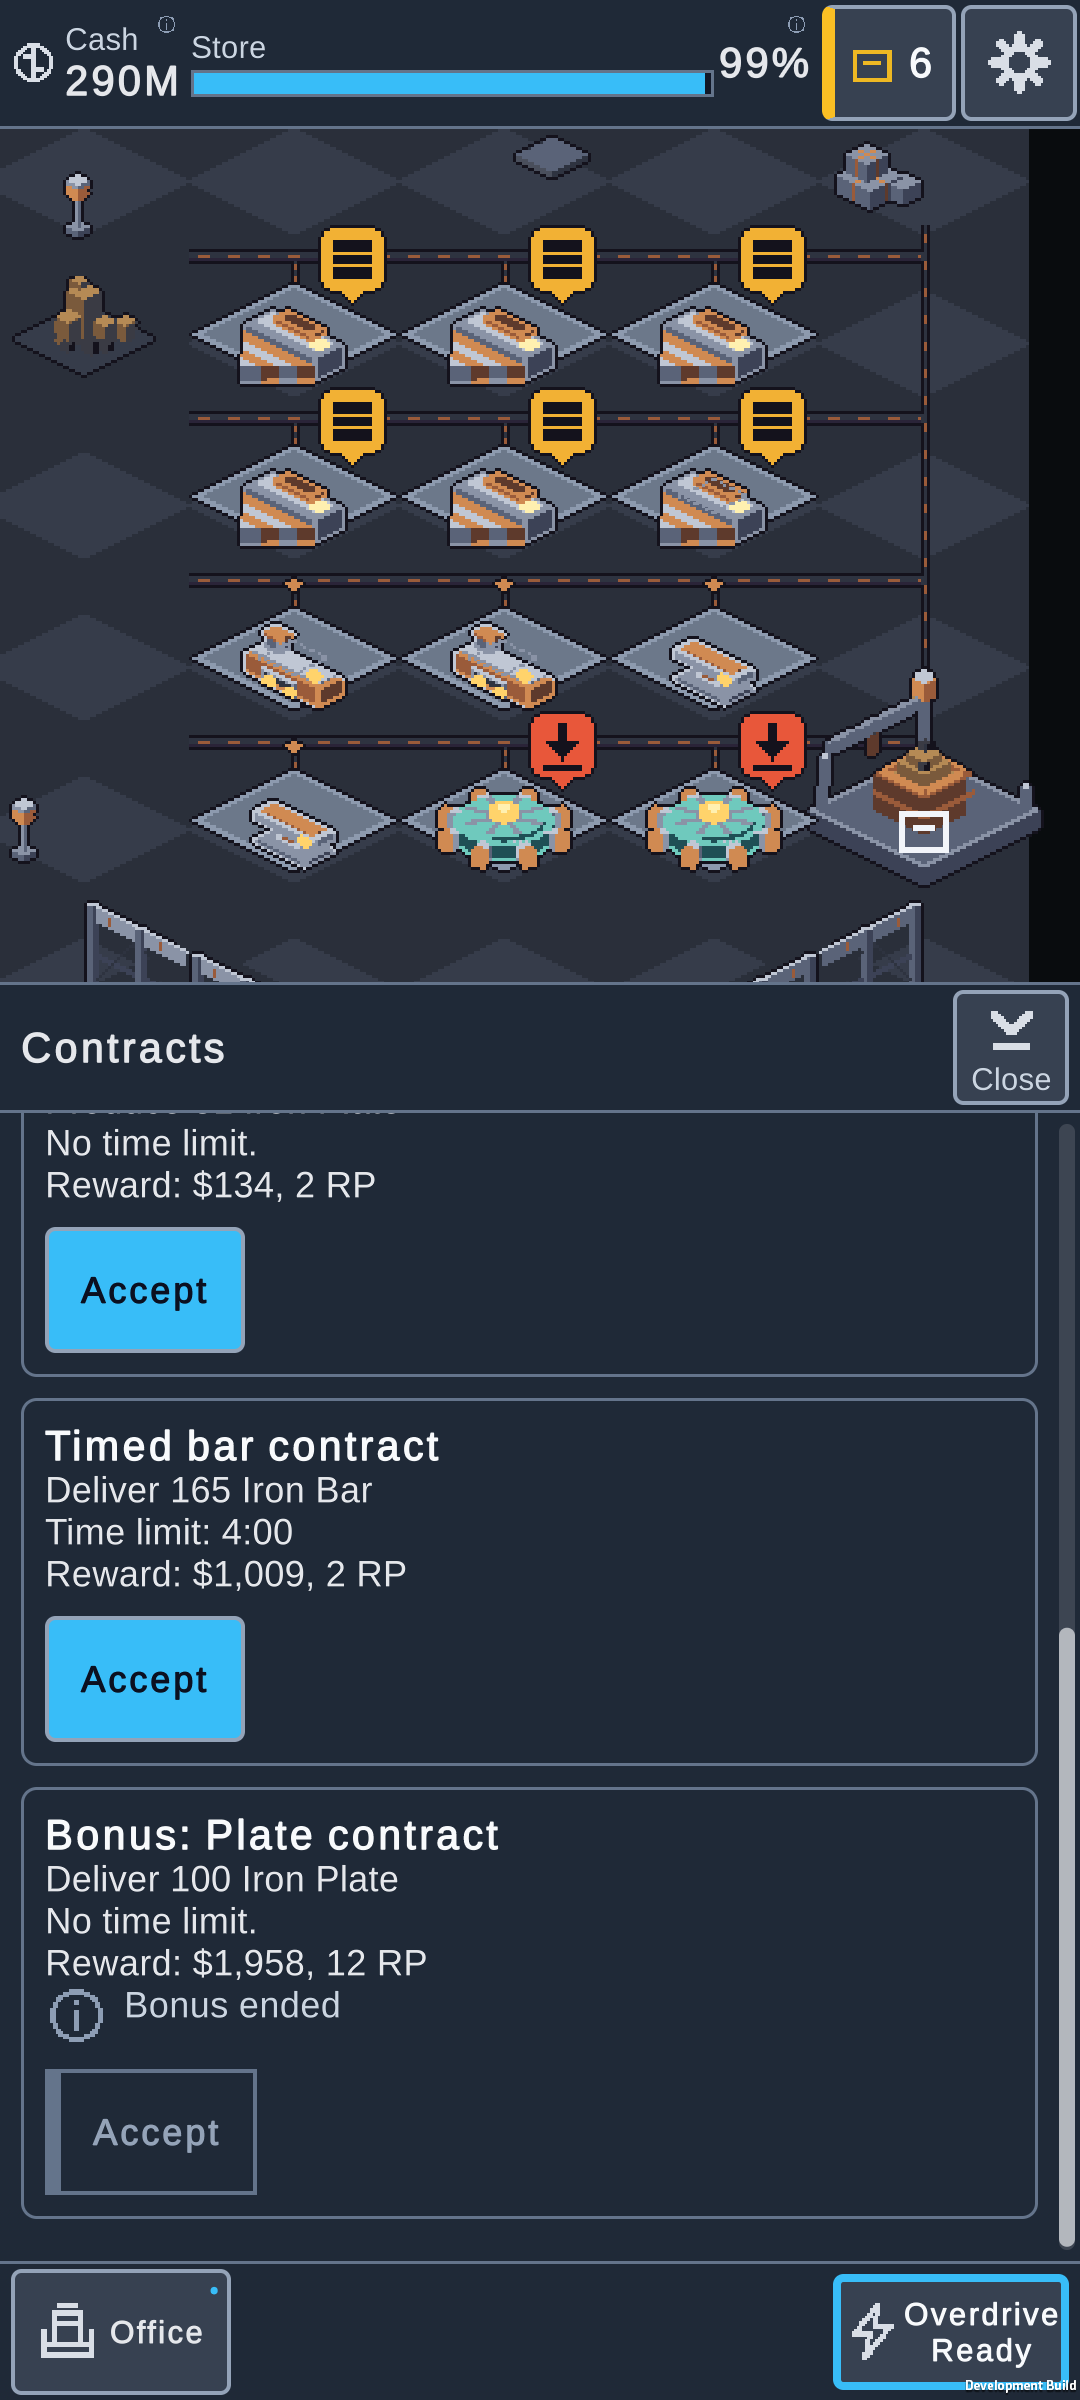 Cash
290M
Store
99%
6
Contracts
Close
No time limit.
Reward: $134, 2 RP
Accept
Timed bar contract
Deliver 165 Iron Bar
Time limit: 4:00
Reward: $1,009, 2 RP
Accept
Bonus: Plate contract
Deliver 100 Iron Plate
No time limit.
Reward: $1,958, 12 RP
Bonus ended
Accept
Office
Overdrive
Ready
Development Build